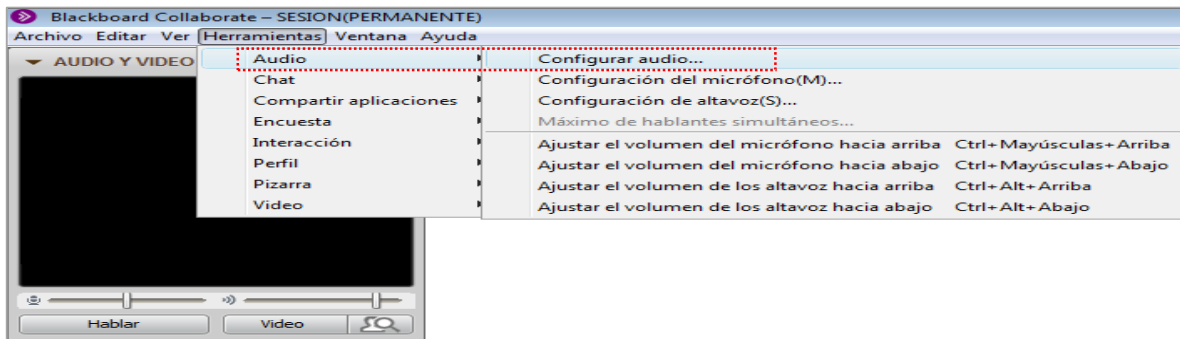 Blackboard Collaborate – SESION(PERMANENTE)
Archivo Editar Ver Herramientas Ventana Ayuda
AUDIO Y VIDEO
Audio
Chat
Compartir aplicaciones
Encuesta
Interacción
Perfil
Pizarra
Video
Configurar audio...
Configuración del micrófono(M)...
Configuración de altavoz(S)...
Máximo de hablantes simultáneos...
Ajustar el volumen del micrófono hacia arriba Ctrl+Mayúsculas+Arriba
Ajustar el volumen del micrófono hacia abajo Ctrl+Mayúsculas+Abajo
Ajustar el volumen de los altavoz hacia arriba Ctrl+Alt+Arriba
Ajustar el volumen de los altavoz hacia abajo Ctrl+Alt+Abajo
Hablar Video